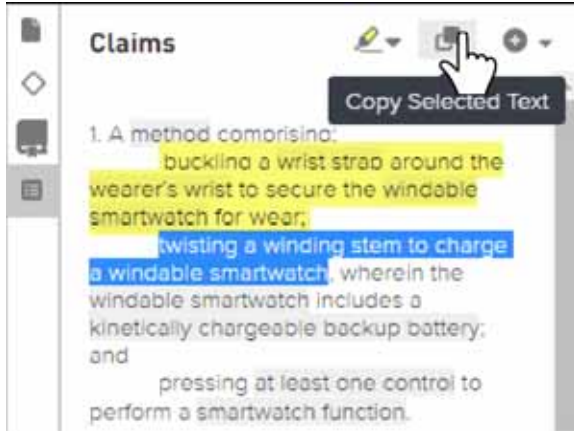 Claims
Copy Selected Text
1. A method comprising:
buckling a wrist strap around the
wearer's wrist to secure the windable
smartwatch for wear;
twisting a winding stem to charge
a windable smartwatch, wherein the
windable smartwatch includes a
kinetically chargeable backup battery;
and
pressing at least one control to
perform a smartwatch function.